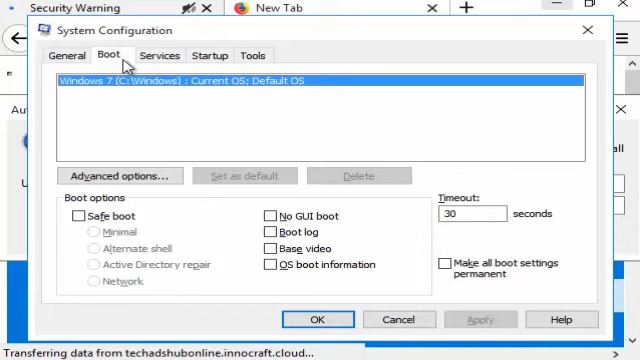 Security Warning
New Tab
System Configuration
General Boot Services Startup Tools
Windows 7 (C:\Windows) : Current OS; Default OS
Advanced options... Set as default Delete
Boot options
Safe boot
Minimal
Alternate shell
Active Directory repair
Network
No GUI boot
Boot log
Base video
OS boot information
Timeout:
30 seconds
Make all boot settings
permanent
OK Cancel Apply Help
Transferring data from techadshubonline.innocraft.cloud...